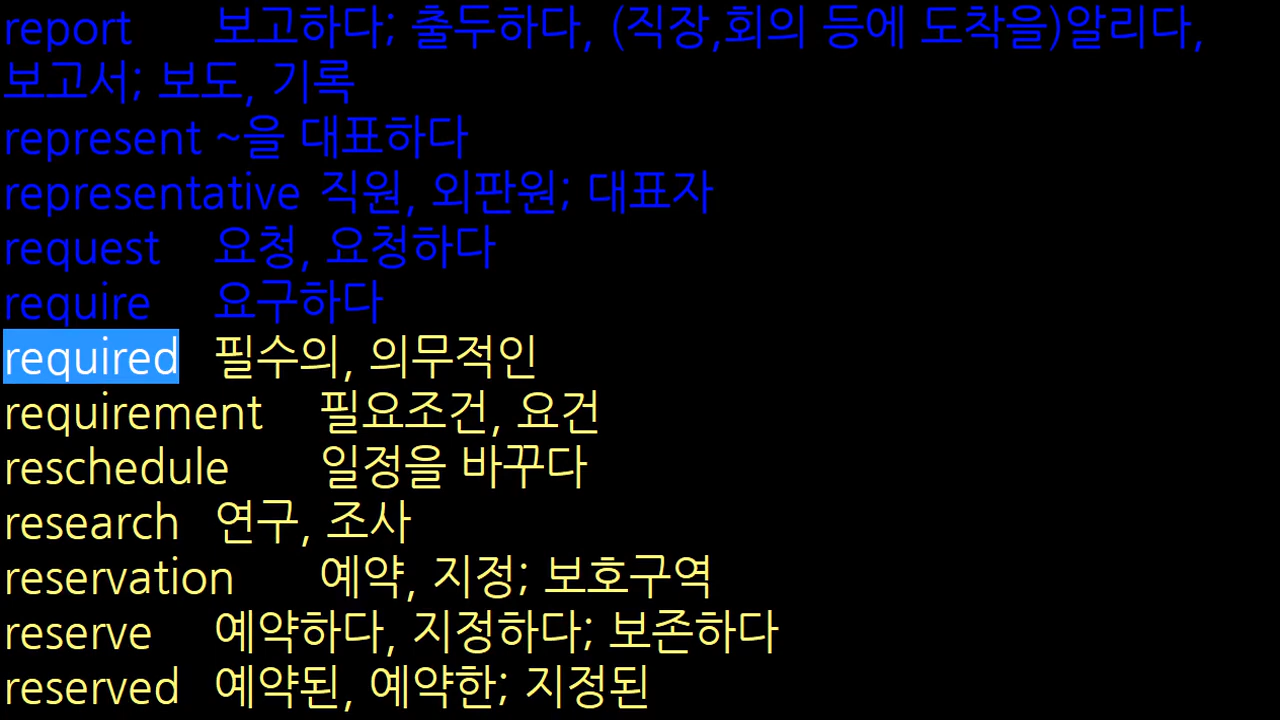 report 보고하다; 출두하다, (직장,회의 등에 도착을)알리다,
보고서; 보도, 기록
represent ~을 대표하다
representative 직원, 외판원; 대표자
request 요청, 요청하다
require 요구하다
required 필수의, 의무적인
requirement 필요조건, 요건
reschedule 일정을 바꾸다
research 연구, 조사
reservation 예약, 지정; 보호구역
reserve 예약하다, 지정하다; 보존하다
reserved 예약된, 예약한; 지정된